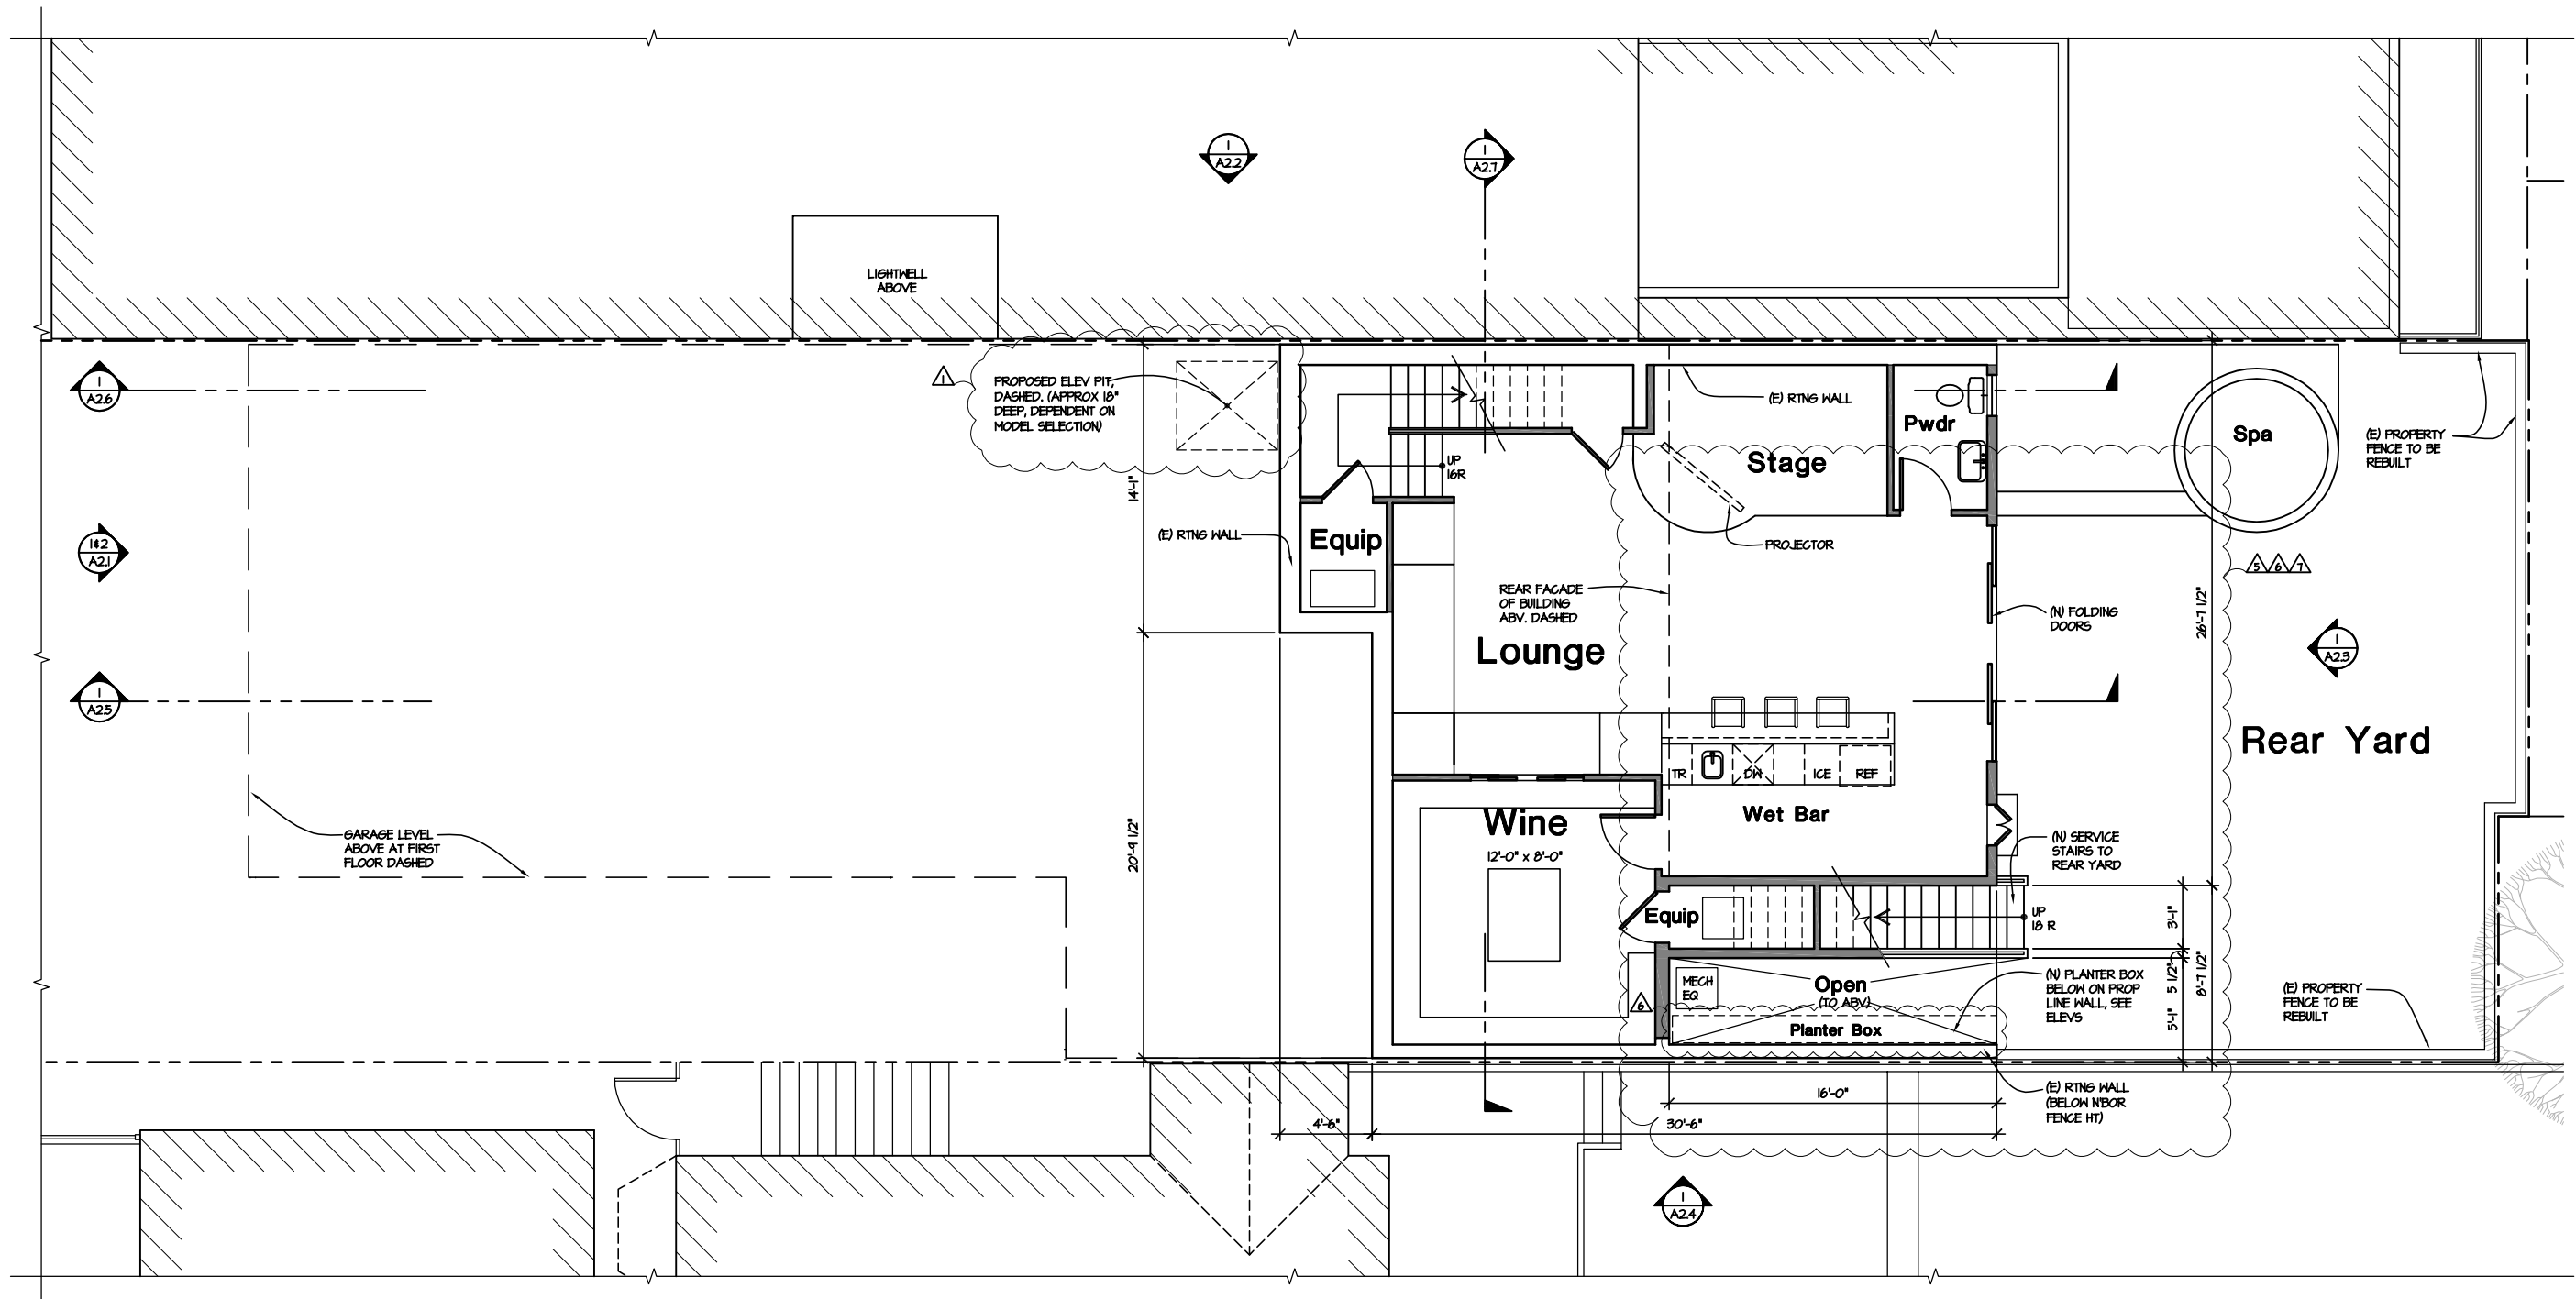 1
A2.2
1
A2.7
LIGHTWELL
ABOVE
1
A2.6
1
PROPOSED ELEV PIT,
DASHED. (APPROX 18"
DEEP, DEPENDENT ON
MODEL SELECTION)
(E) RTNG WALL
Pwdr
Stage
Spa
(E) PROPERTY
FENCE TO BE
REBUILT
UP
16R
14'-1"
(E) RTNG WALL
Equip
PROJECTOR
1&2
A2.1
5 6 7
REAR FACADE
OF BUILDING
ABV. DASHED
(N) FOLDING
DOORS
26'-7 1/2"
Lounge
1
A2.3
1
A2.5
Rear Yard
TR
DW
ICE
REF
Wet Bar
Wine
12'-0" x 8'-0"
GARAGE LEVEL
ABOVE AT FIRST
FLOOR DASHED
20'-9 1/2"
(N) SERVICE
STAIRS TO
REAR YARD
Equip
UP
18 R
3'-1"
MECH
EQ
Open
(TO ABV)
Planter Box
6
(N) PLANTER BOX
BELOW ON PROP
LINE WALL, SEE
ELEVS
5 1/2"
8'-7 1/2"
5'-1"
(E) PROPERTY
FENCE TO BE
REBUILT
16'-0"
(E) RTNG WALL
(BELOW N'BOR
FENCE HT)
4'-6"
30'-6"
1
A2.4